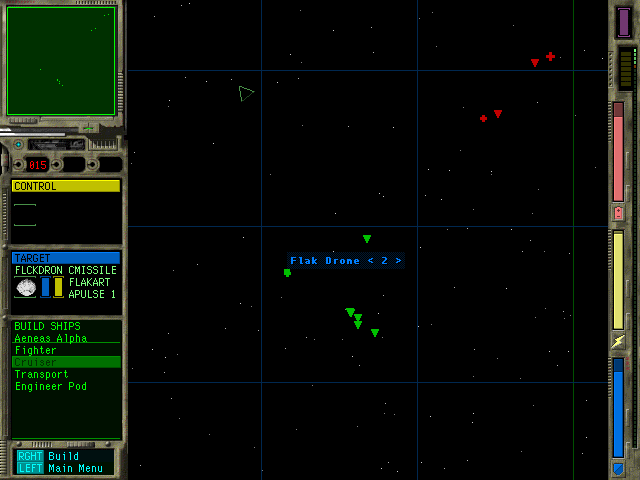 015
CONTROL
TARGET
FLCKDRON CMISSILE
FLAKART
APULSE 1
BUILD SHIPS
Aeneas Alpha
Fighter
Cruiser
Transport
Engineer Pod
RGHT Build
LEFT Main Menu
Flak Drone < 2 >